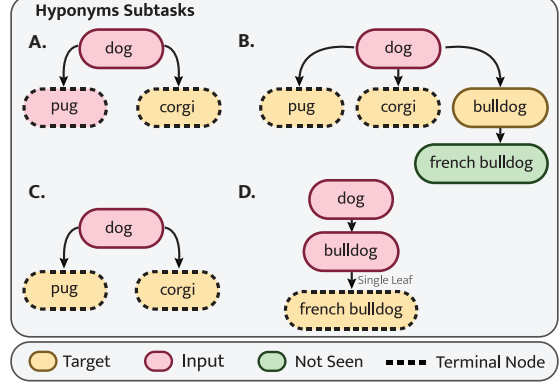 Hyponyms Subtasks
A.
dog
pug
corgi
B.
dog
pug
corgi
bulldog
french bulldog
C.
dog
pug
corgi
D.
dog
bulldog
Single Leaf
french bulldog
Target
Input
Not Seen
Terminal Node